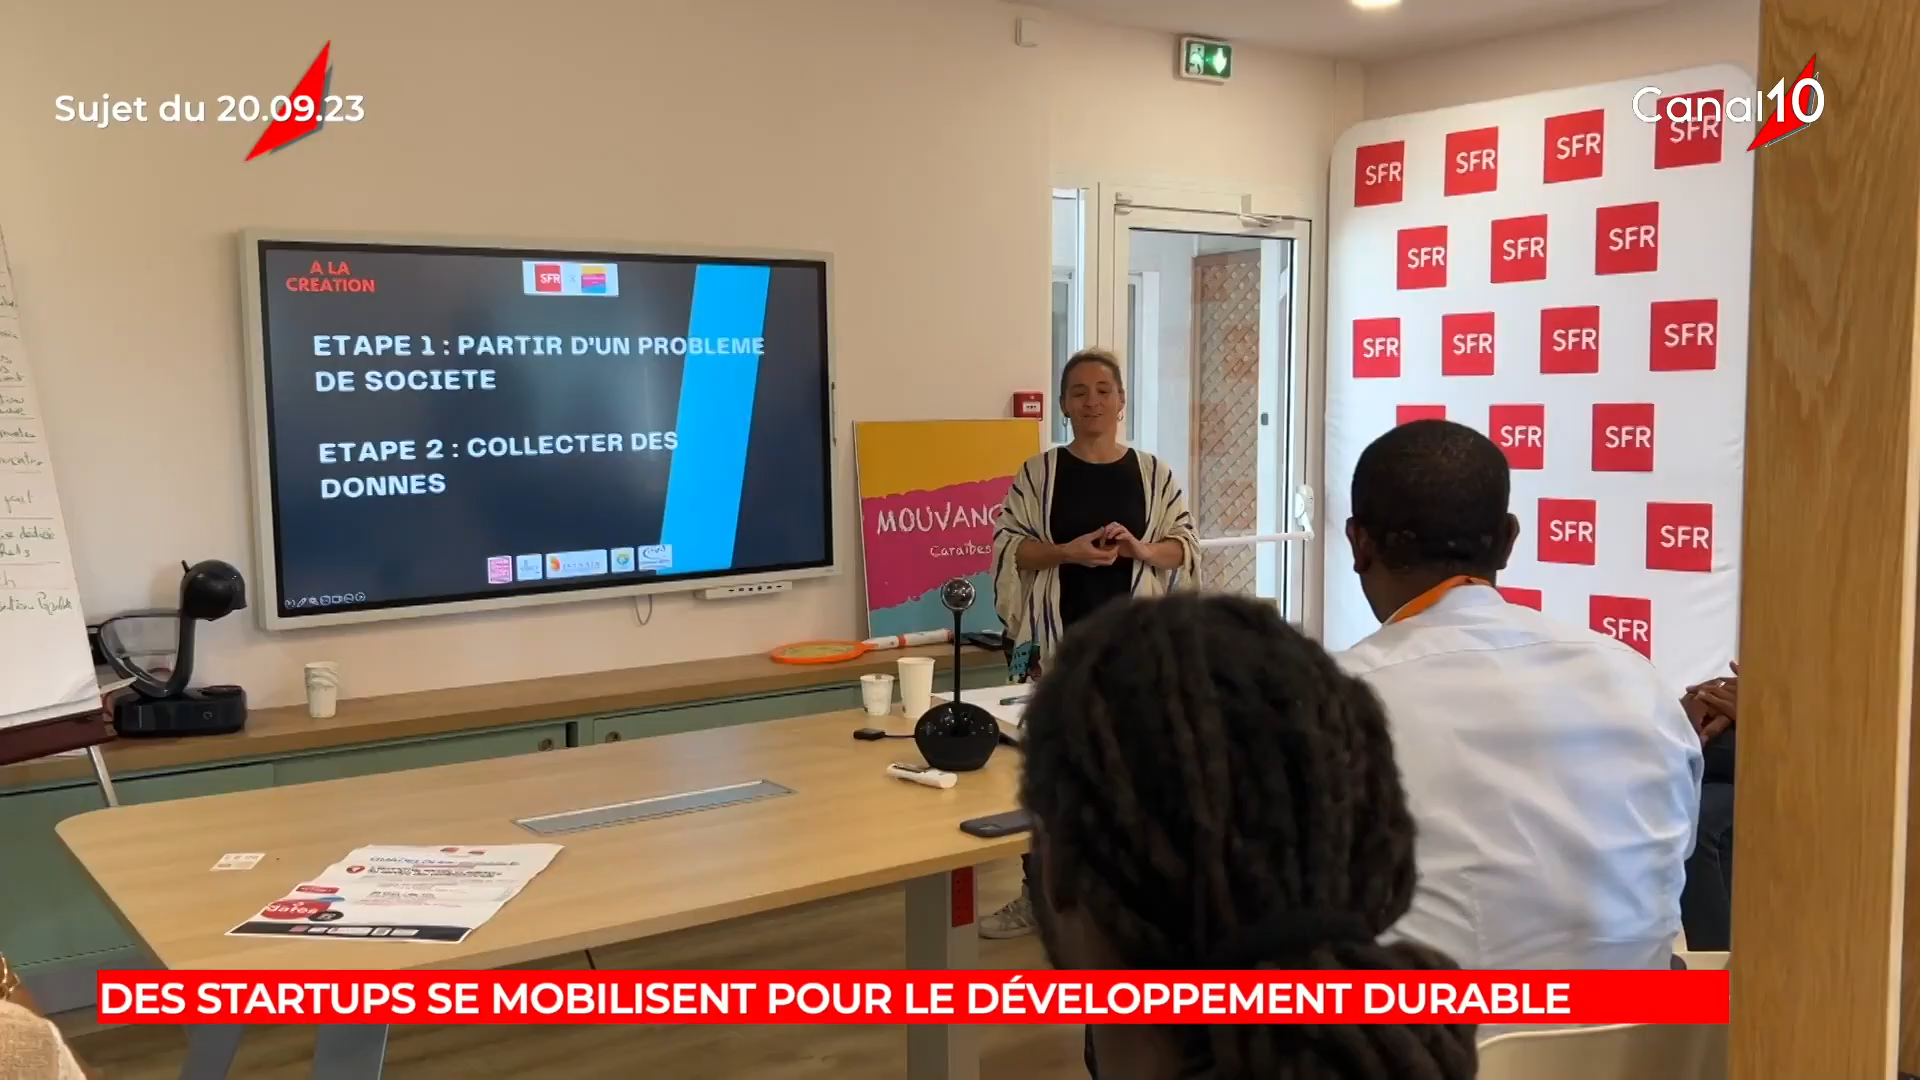 Sujet du 20.09.23
Canal10
A LA
CREATION
SFR
ETAPE 1 : PARTIR D'UN PROBLEME
DE SOCIETE
ETAPE 2 : COLLECTER DES
DONNES
MOUVANC
Caraïbes
SFR SFR SFR SFR
SFR SFR SFR
SFR SFR SFR SFR
SFR SFR
SFR SFR
SFR
DES STARTUPS SE MOBILISENT POUR LE DÉVELOPPEMENT DURABLE